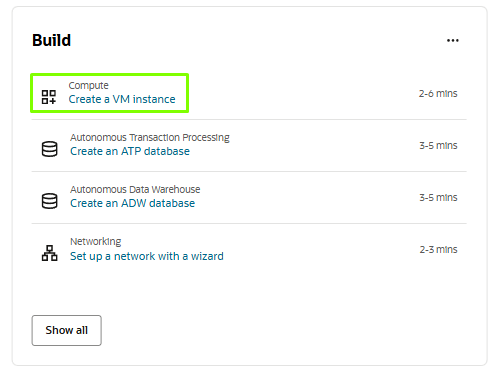 Build
Compute
Create a VM instance
2-6 mins
Autonomous Transaction Processing
Create an ATP database
3-5 mins
Autonomous Data Warehouse
Create an ADW database
3-5 mins
Networking
Set up a network with a wizard
2-3 mins
Show all